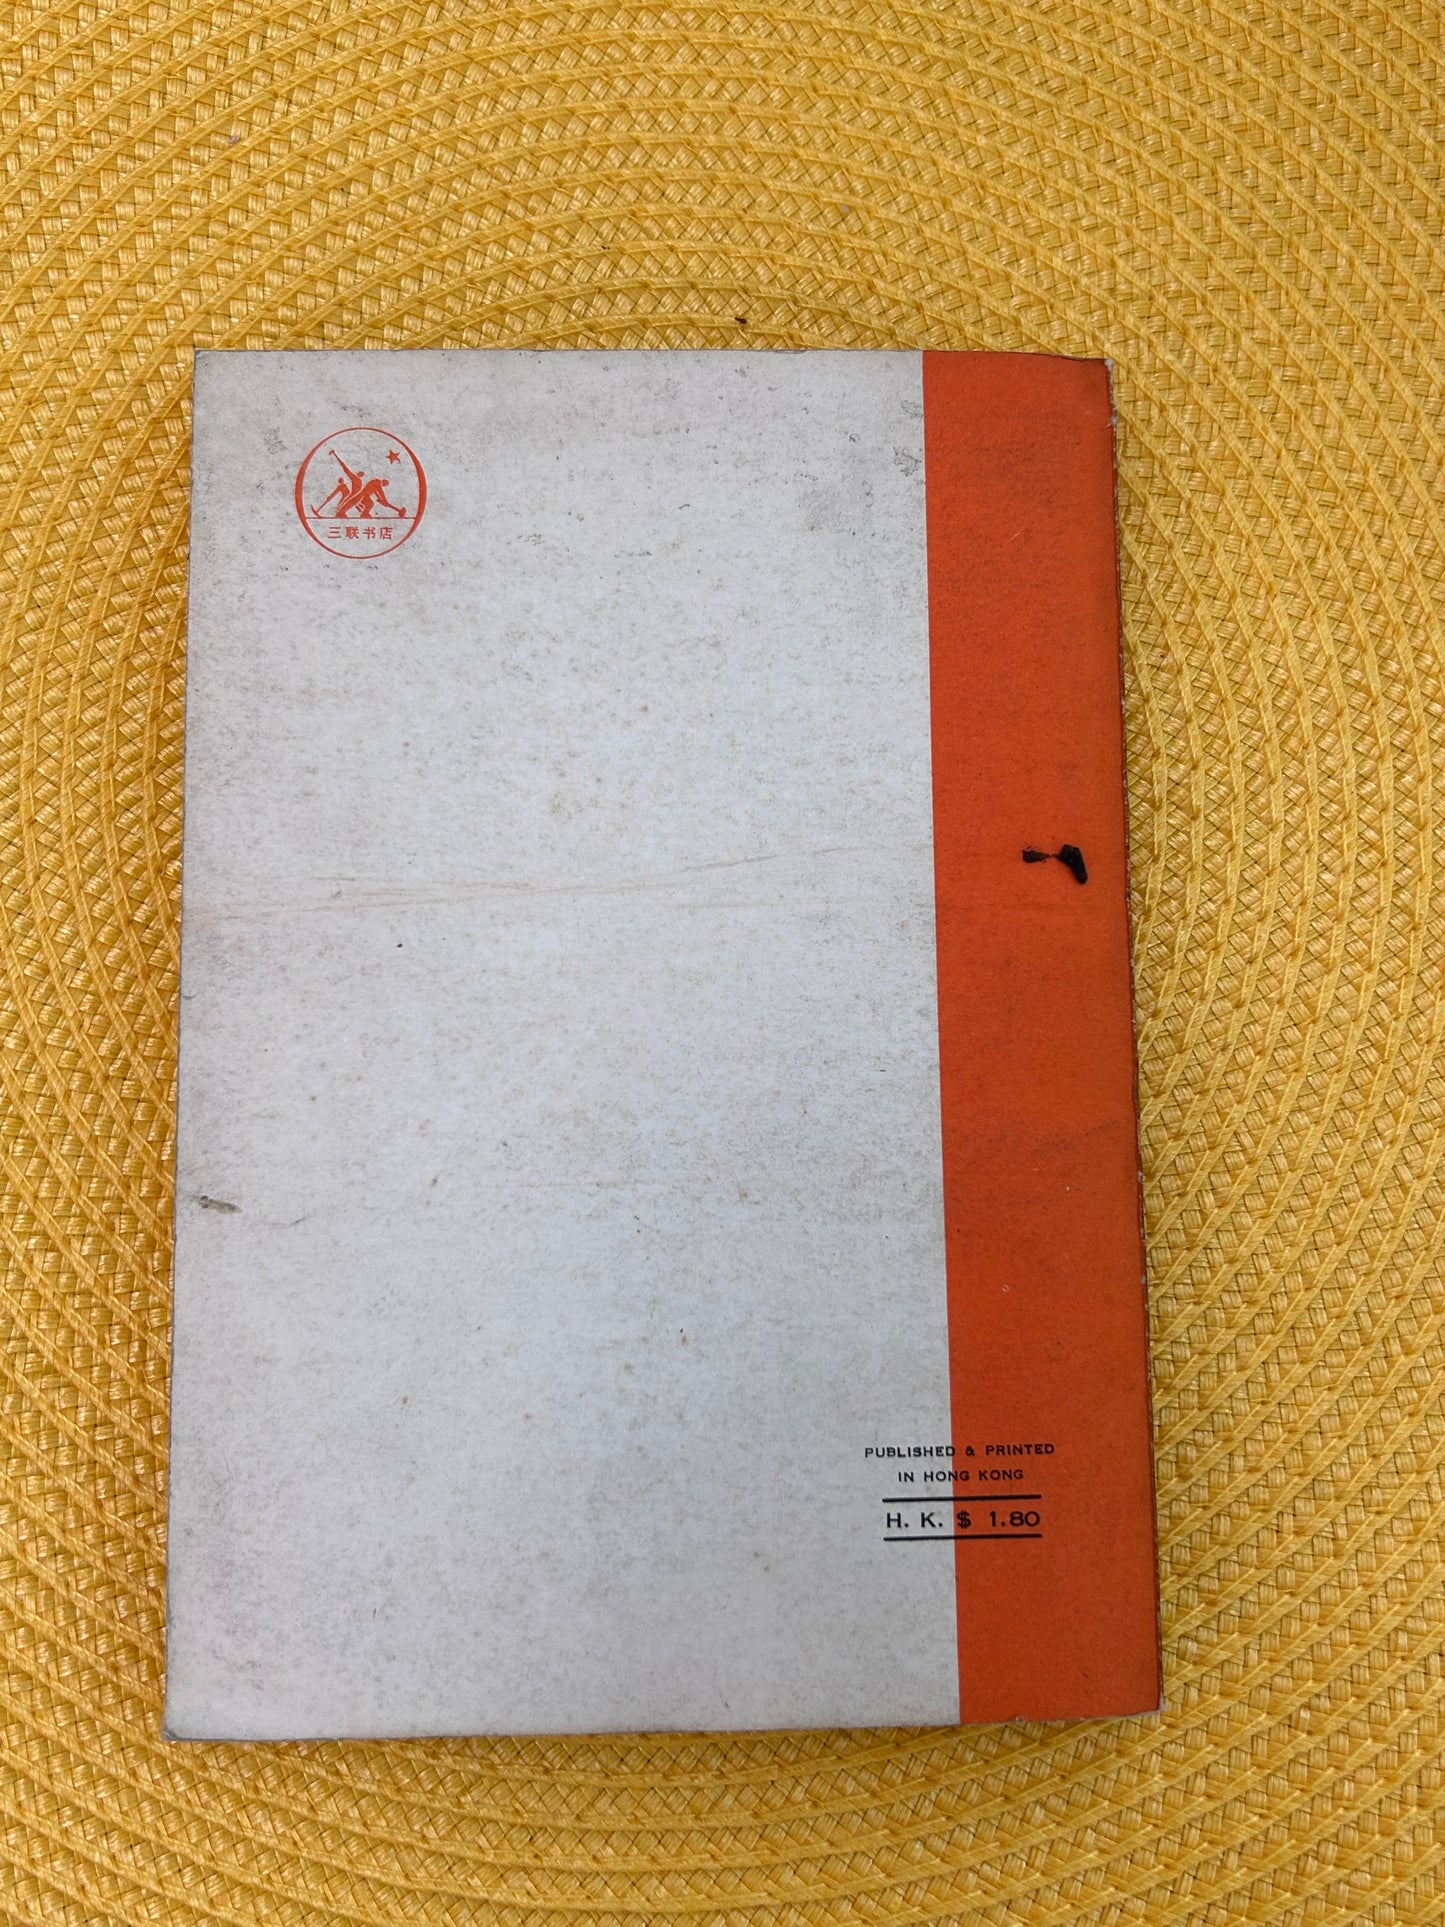 三联书店
PUBLISHED & PRINTED
IN HONG KONG
H. K. $ 1.80